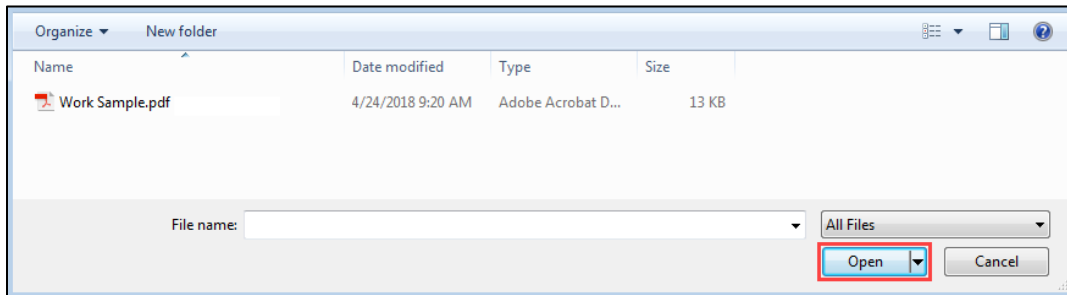 Organize New folder
Name Date modified Type Size
Work Sample.pdf 4/24/2018 9:20 AM Adobe Acrobat D... 13 KB
File name: All Files
Open Cancel